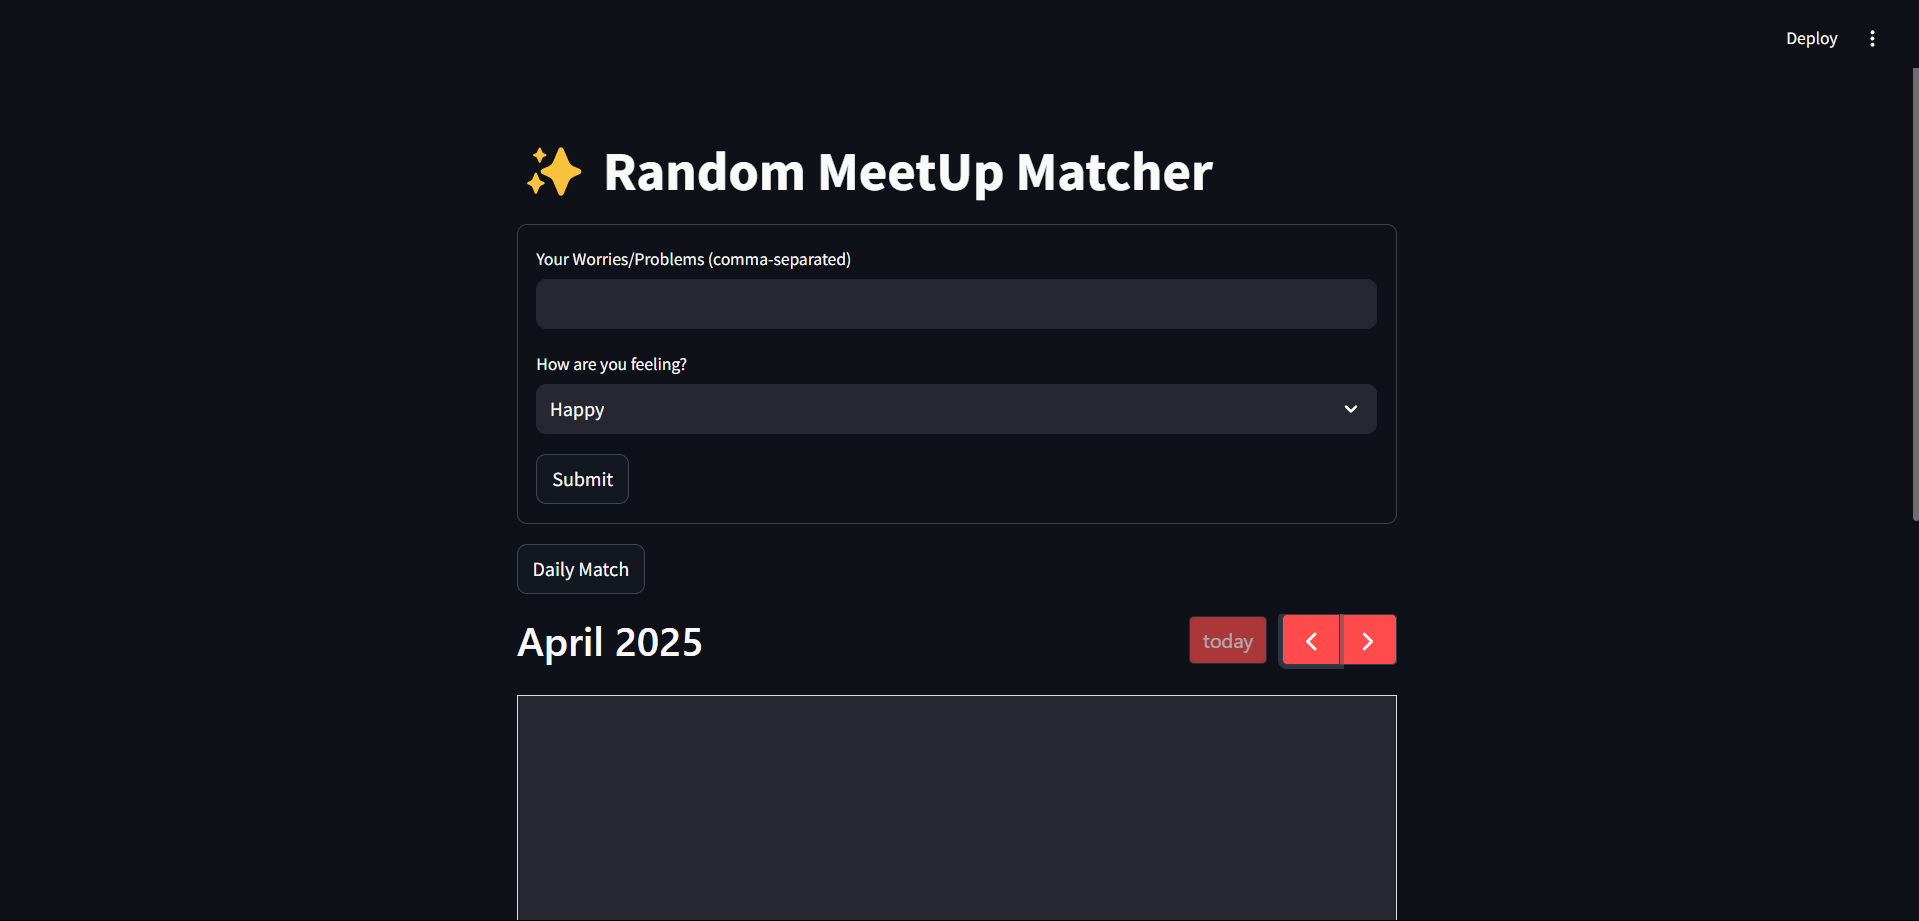 Deploy
✨ Random MeetUp Matcher
Your Worries/Problems (comma-separated)
How are you feeling?
Happy
Submit
Daily Match
April 2025
today